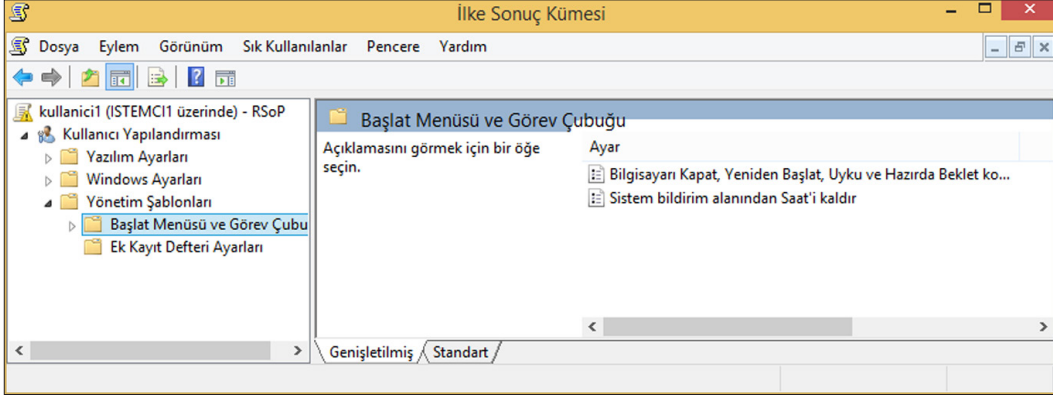 İlke Sonuç Kümesi
Dosya Eylem Görünüm Sık Kullanılanlar Pencere Yardım
kullanici1 (ISTEMCI1 üzerinde) - RSoP
Kullanıcı Yapılandırması
Yazılım Ayarları
Windows Ayarları
Yönetim Şablonları
Başlat Menüsü ve Görev Çubu
Ek Kayıt Defteri Ayarları
Başlat Menüsü ve Görev Çubuğu
Açıklamasını görmek için bir öğe
seçin.
Ayar
Bilgisayarı Kapat, Yeniden Başlat, Uyku ve Hazırda Beklet ko...
Sistem bildirim alanından Saat'i kaldır
Genişletilmiş Standart